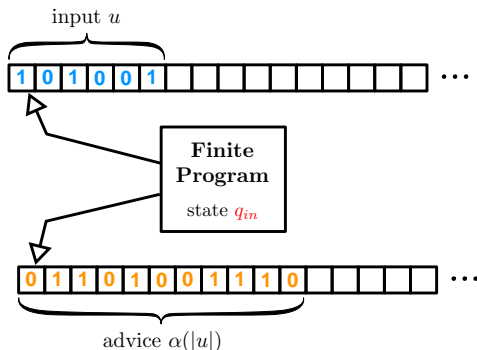 input u
1 0 1 0 0 1 ...
Finite
Program
state q_in
0 1 1 0 1 0 0 1 1 1 0 ...
advice α(|u|)